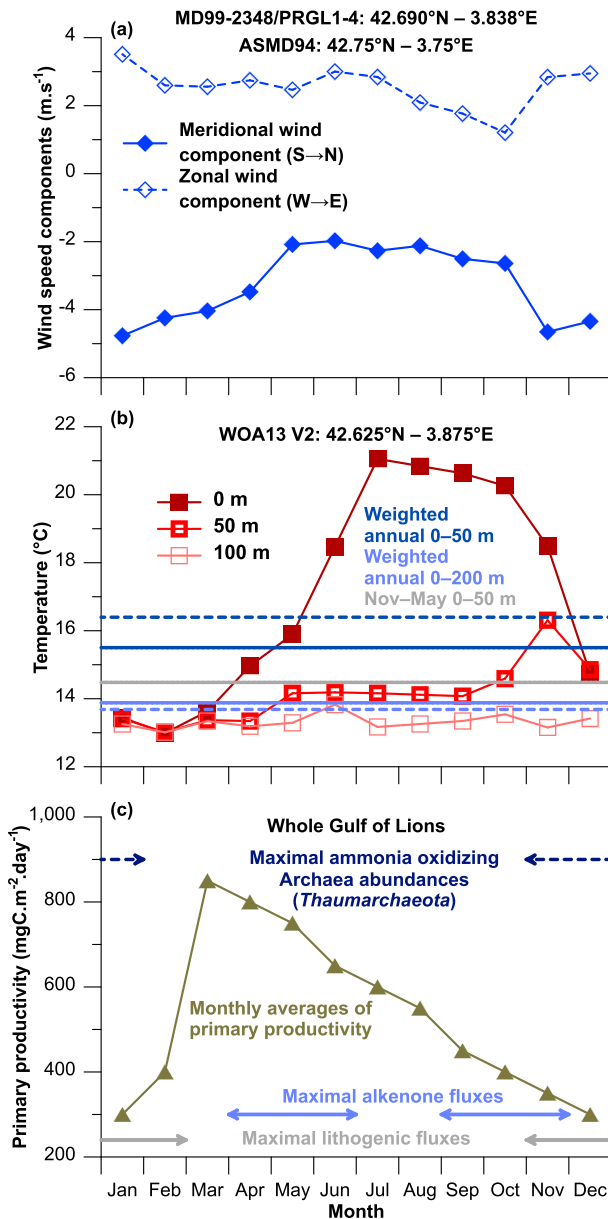 MD99-2348/PRGL1-4: 42.690°N – 3.838°E
(a)
ASMD94: 42.75°N – 3.75°E
4
2
0
-2
-4
-6
Wind speed components (m.s-1)
Meridional wind
component (S→N)
Zonal wind
component (W→E)
(b)
WOA13 V2: 42.625°N – 3.875°E
22
20
18
16
14
12
Temperature (°C)
0 m
50 m
100 m
Weighted
annual 0–50 m
Weighted
annual 0–200 m
Nov–May 0–50 m
(c)
Whole Gulf of Lions
1,000
800
600
400
200
Primary productivity (mgC.m-2.day-1)
Maximal ammonia oxidizing
Archaea abundances
(Thaumarchaeota)
Monthly averages of
primary productivity
Maximal alkenone fluxes
Maximal lithogenic fluxes
Jan Feb Mar Apr May Jun Jul Aug Sep Oct Nov Dec
Month